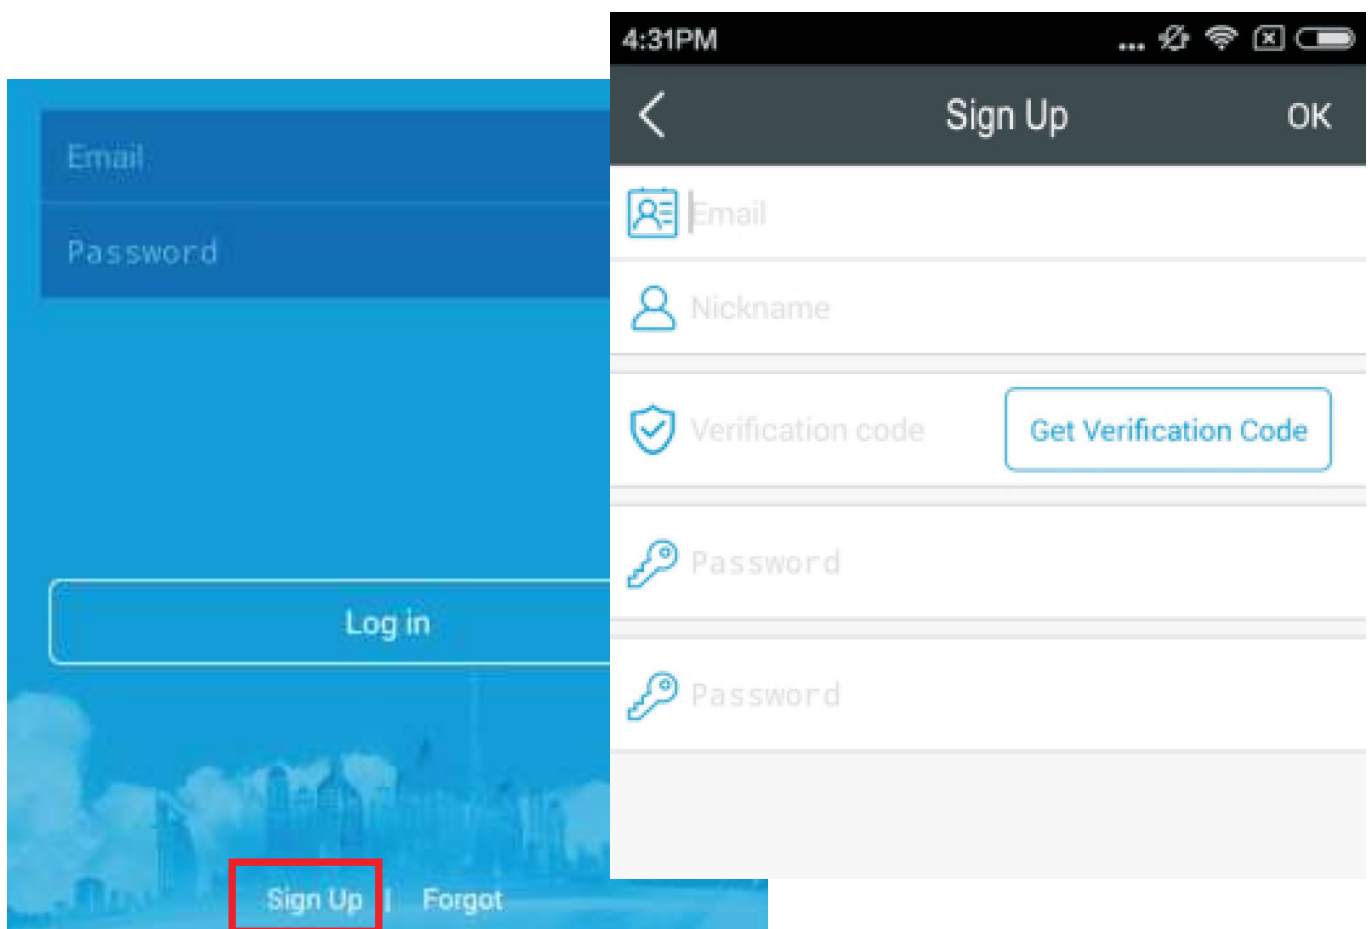 Email
Password
Log in
Sign Up | Forgot
4:31PM ...
Sign Up OK
Email
Nickname
Verification code Get Verification Code
Password
Password